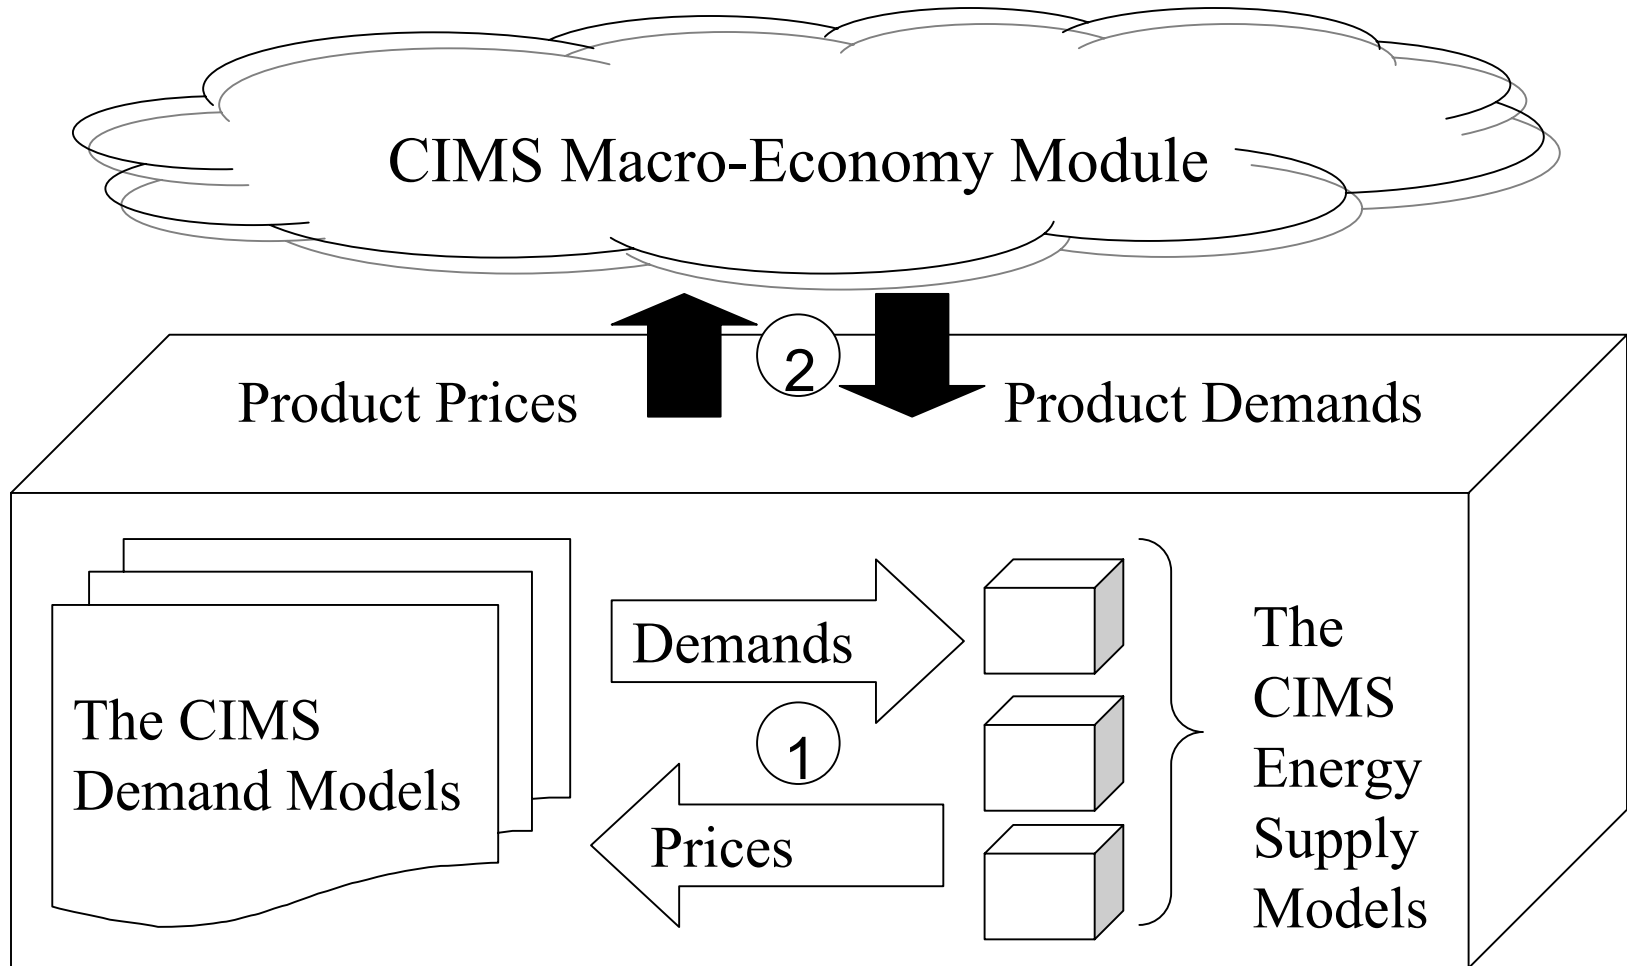 CIMS Macro-Economy Module
2
Product Prices
Product Demands
Demands
The CIMS
Demand Models
1
Prices
The
CIMS
Energy
Supply
Models